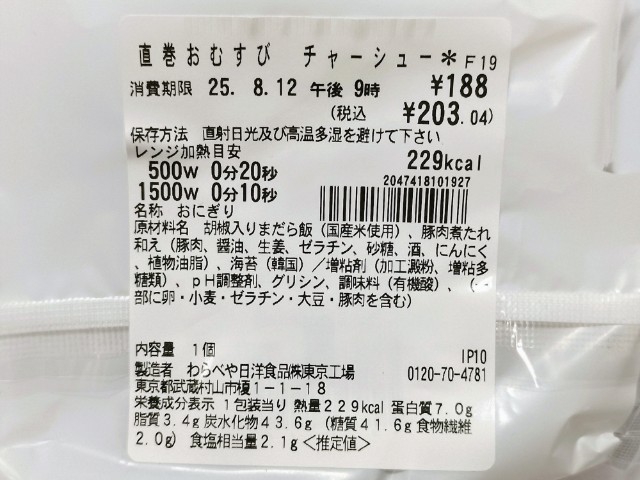 直巻おむすび チャーシュー＊ F19
消費期限 25. 8.12 午後 9時 ¥188
(税込 ¥203.04)
保存方法 直射日光及び高温多湿を避けて下さい
レンジ加熱目安 229kcal
500W 0分20秒 2047418101927
1500W 0分10秒
名称 おにぎり
原材料名 胡椒入りまだら飯（国産米使用）、豚肉煮たれ
和え（豚肉、醤油、生姜、ゼラチン、砂糖、酒、にんにく
、植物油脂）、海苔（韓国）／増粘剤（加工澱粉、増粘多
糖類）、ｐＨ調整剤、グリシン、調味料（有機酸）、（一
部に卵・小麦・ゼラチン・大豆・豚肉を含む）
内容量 1個 IP10
製造者 わらべや日洋食品㈱東京工場 0120-70-4781
東京都武蔵村山市榎１－１－１８
栄養成分表示 １包装当り 熱量229kcal 蛋白質7.0g
脂質3.4g 炭水化物43.6g（糖質41.6g 食物繊維
2.0g） 食塩相当量2.1g＜推定値＞